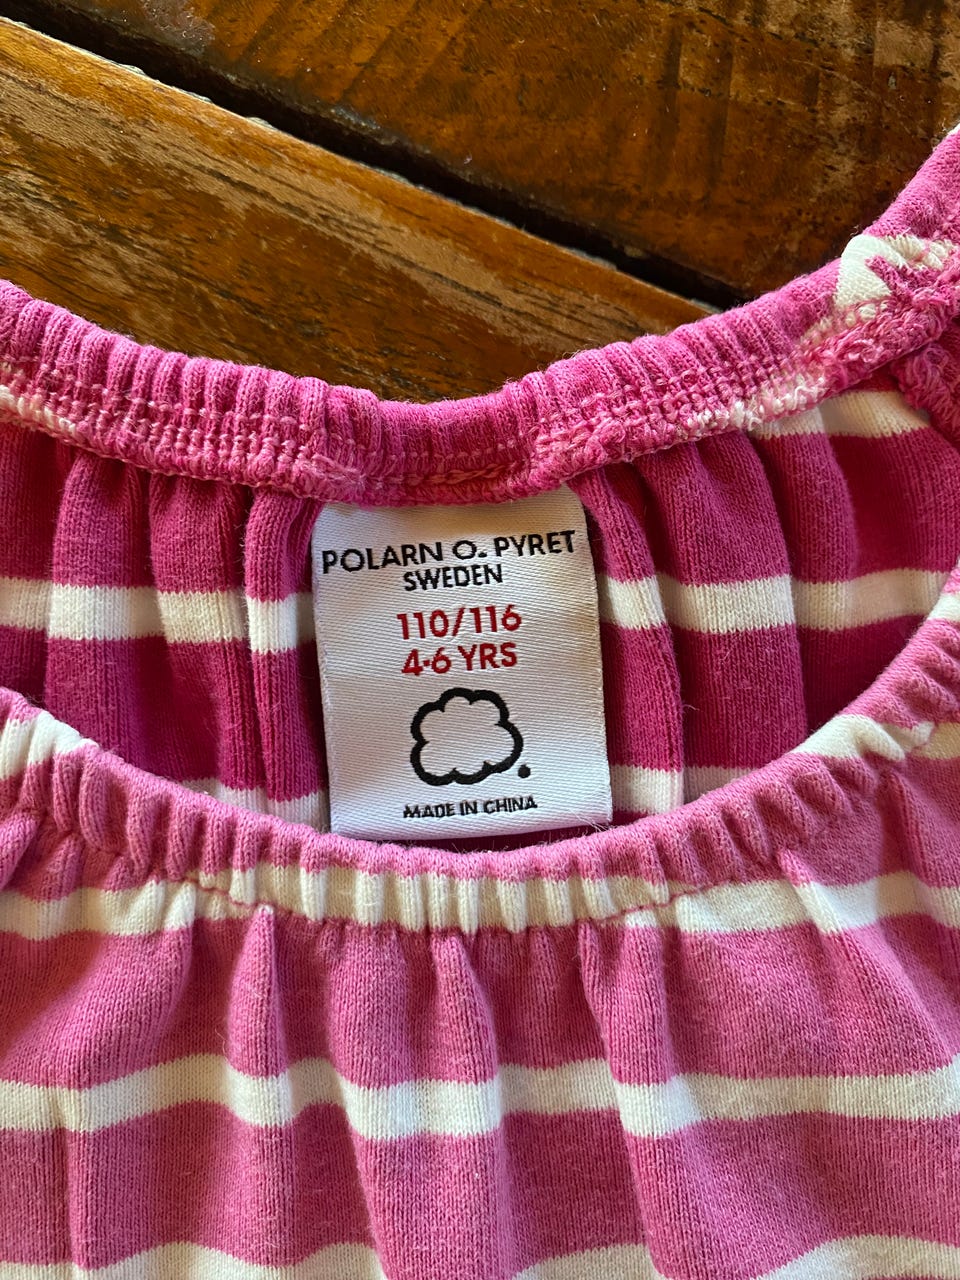 POLARN O. PYRET
SWEDEN
110/116
4-6 YRS
MADE IN CHINA